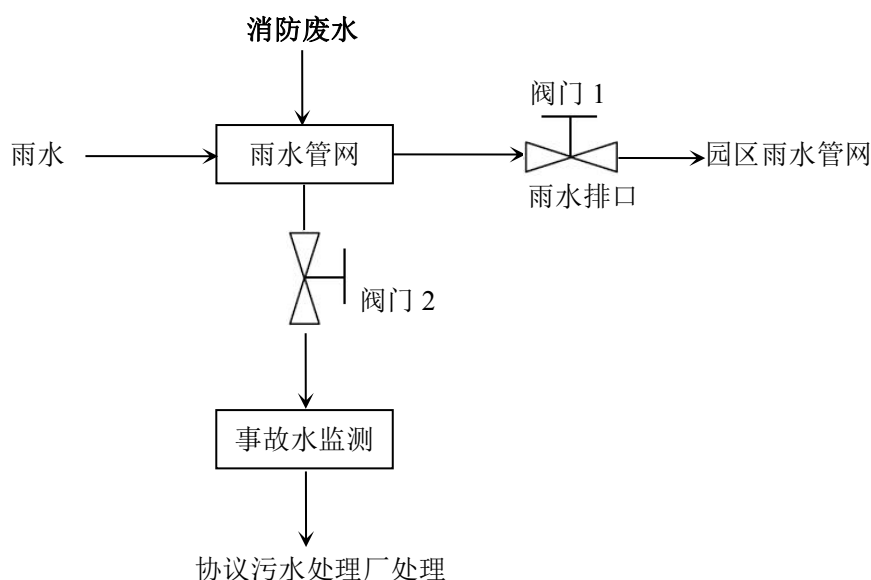 消防废水
阀门 1
雨水
雨水管网
园区雨水管网
雨水排口
阀门 2
事故水监测
协议污水处理厂处理